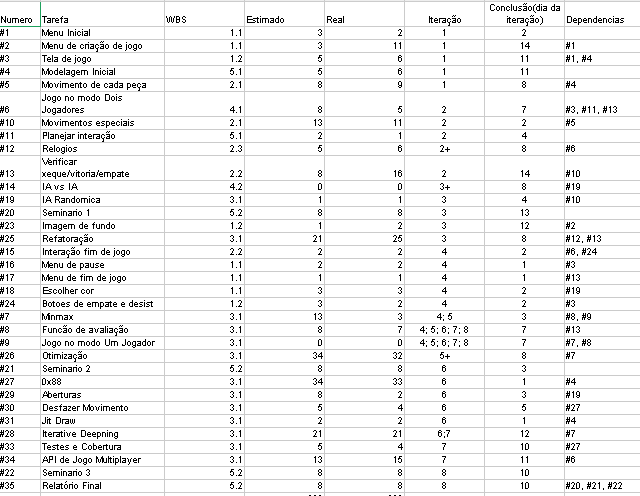 Conclusão(dia da
Numero Tarefa WBS Estimado Real Iteração iteração) Dependencias
#1 Menu Inicial 1.1 3 2 1 2
#2 Menu de criação de jogo 1.1 3 11 1 14 #1
#3 Tela de jogo 1.2 5 6 1 11 #1, #4
#4 Modelagem Inicial 5.1 5 6 1 11
#5 Movimento de cada peça 2.1 8 9 1 8 #4
Jogo no modo Dois
#6 Jogadores 4.1 8 5 2 7 #3, #11, #13
#10 Movimentos especiais 2.1 13 11 2 2 #5
#11 Planejar interação 5.1 2 1 2 4
#12 Relogios 2.3 5 6 2+ 8 #6
Verificar
#13 xeque/vitoria/empate 2.2 8 16 2 14 #10
#14 IA vs IA 4.2 0 0 3+ 8 #19
#19 IA Randomica 3.1 1 1 3 4 #10
#20 Seminario 1 5.2 8 8 3 13
#23 Imagem de fundo 1.2 1 2 3 12 #2
#25 Refatoração 3.1 21 25 3 8 #12, #13
#15 Interação fim de jogo 2.2 2 2 4 2 #6, #24
#16 Menu de pause 1.1 2 2 4 1 #3
#17 Menu de fim de jogo 1.1 1 2 4 1 #13
#18 Escolher cor 1.1 3 3 4 2 #19
#24 Botoes de empate e desist 1.2 3 2 4 2 #3
#7 Minmax 3.1 13 3 4; 5 3 #8, #9
#8 Funcão de avaliação 3.1 8 7 4; 5; 6; 7; 8 7 #13
#9 Jogo no modo Um Jogador 3.1 0 0 4; 5; 6; 7; 8 7 #7, #8
#26 Otimização 3.1 34 32 5+ 8 #7
#21 Seminario 2 5.2 8 8 6 3
#27 0x88 3.1 34 33 6 1 #4
#29 Aberturas 3.1 8 2 6 3 #19
#30 Desfazer Movimento 3.1 5 4 6 5 #27
#31 Jit Draw 3.1 2 2 6 1 #4
#28 Iterative Deepning 3.1 21 21 6;7 12 #7
#33 Testes e Cobertura 3.1 5 4 7 10 #27
#34 API de Jogo Multiplayer 3.1 13 15 7 11 #6
#22 Seminario 3 5.2 8 8 8 10
#35 Relatório Final 5.2 8 8 8 10 #20, #21, #22